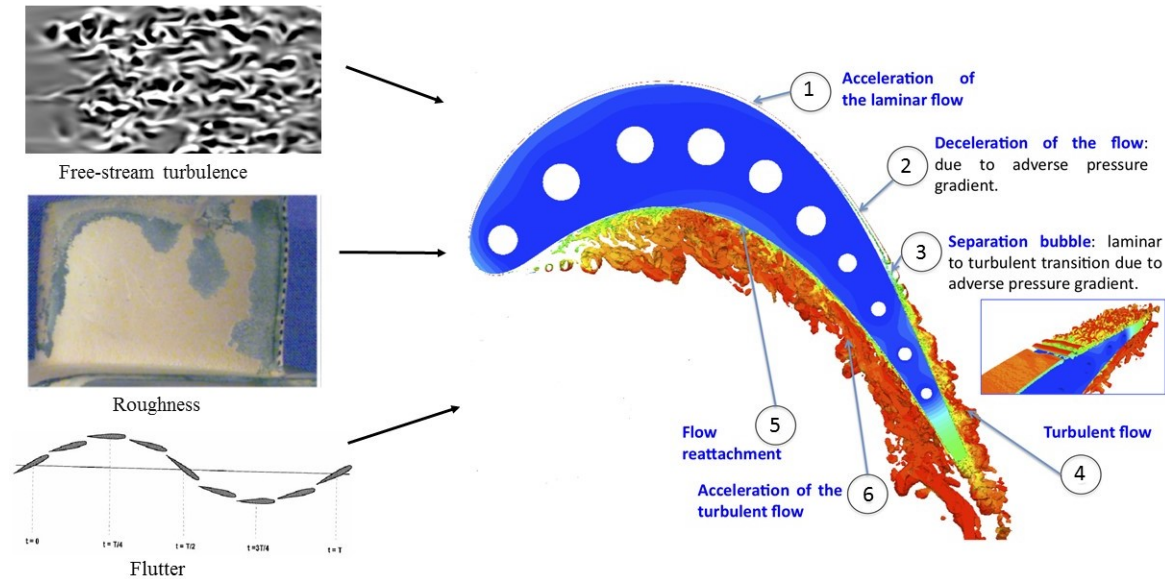 Free-stream turbulence
Roughness
t = 0
t = T/4
t = T/2
t =3T/4
t = T
Flutter
1
Acceleration of
the laminar flow
2
Deceleration of the flow:
due to adverse pressure
gradient.
3
Separation bubble: laminar
to turbulent transition due to
adverse pressure gradient.
5
Flow
reattachment
Turbulent flow
4
6
Acceleration of the
turbulent flow